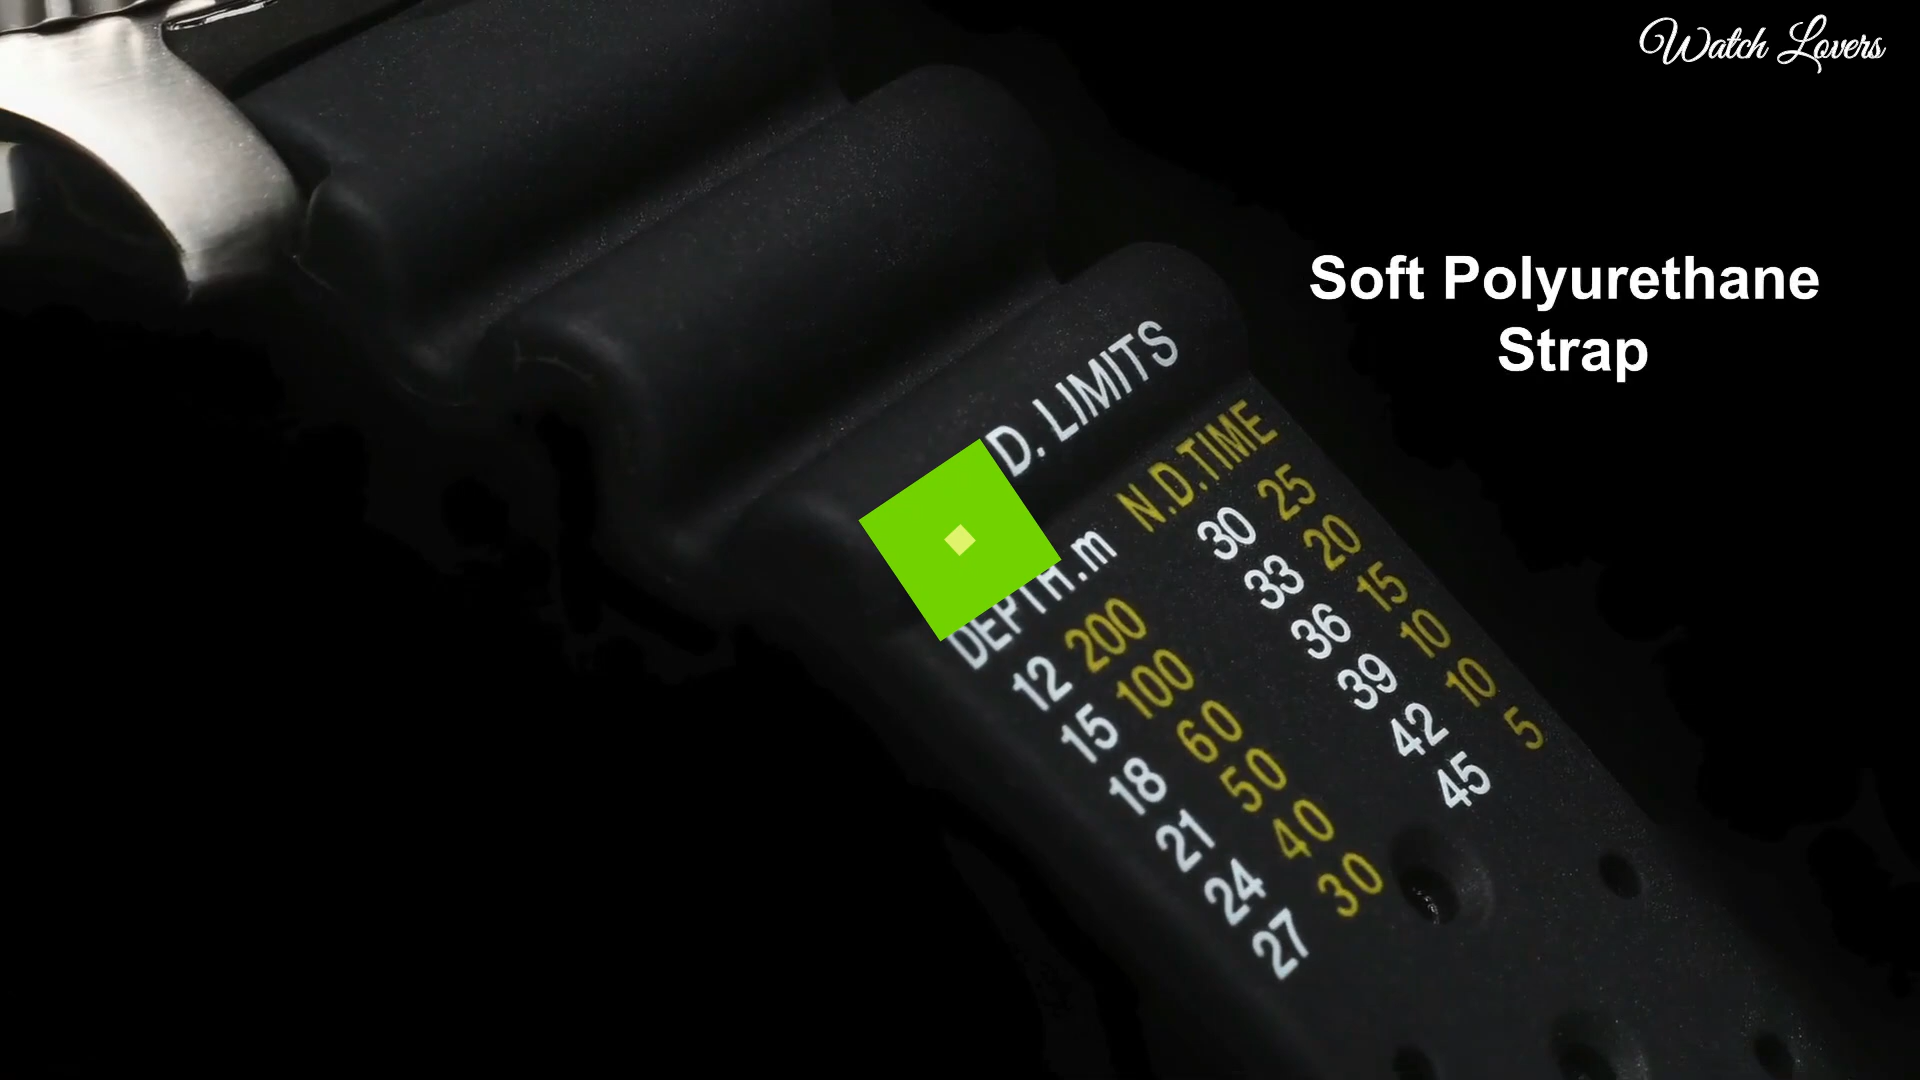 Watch Lovers
Soft Polyurethane
Strap
D. LIMITS
DEPTH.m N.D.TIME
12 200 30 25
15 100 33 20
18 60 36 15
21 50 39 10
24 40 42 10
27 30 45 5